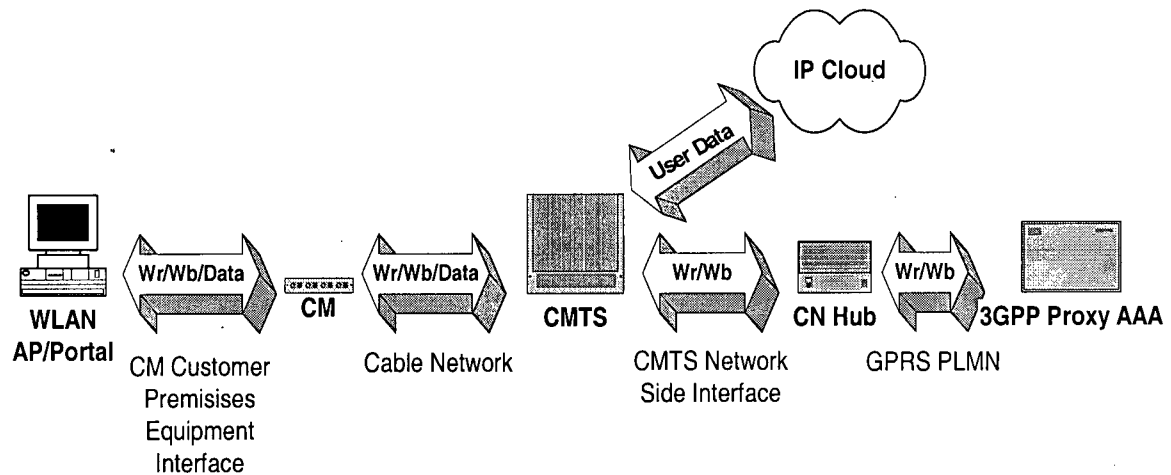 IP Cloud
User Data
Wr/Wb/Data
Wr/Wb/Data
Wr/Wb
Wr/Wb
WLAN
AP/Portal
CM
CMTS
CN Hub
3GPP Proxy AAA
CM Customer
Premisises
Equipment
Interface
Cable Network
CMTS Network
Side Interface
GPRS PLMN